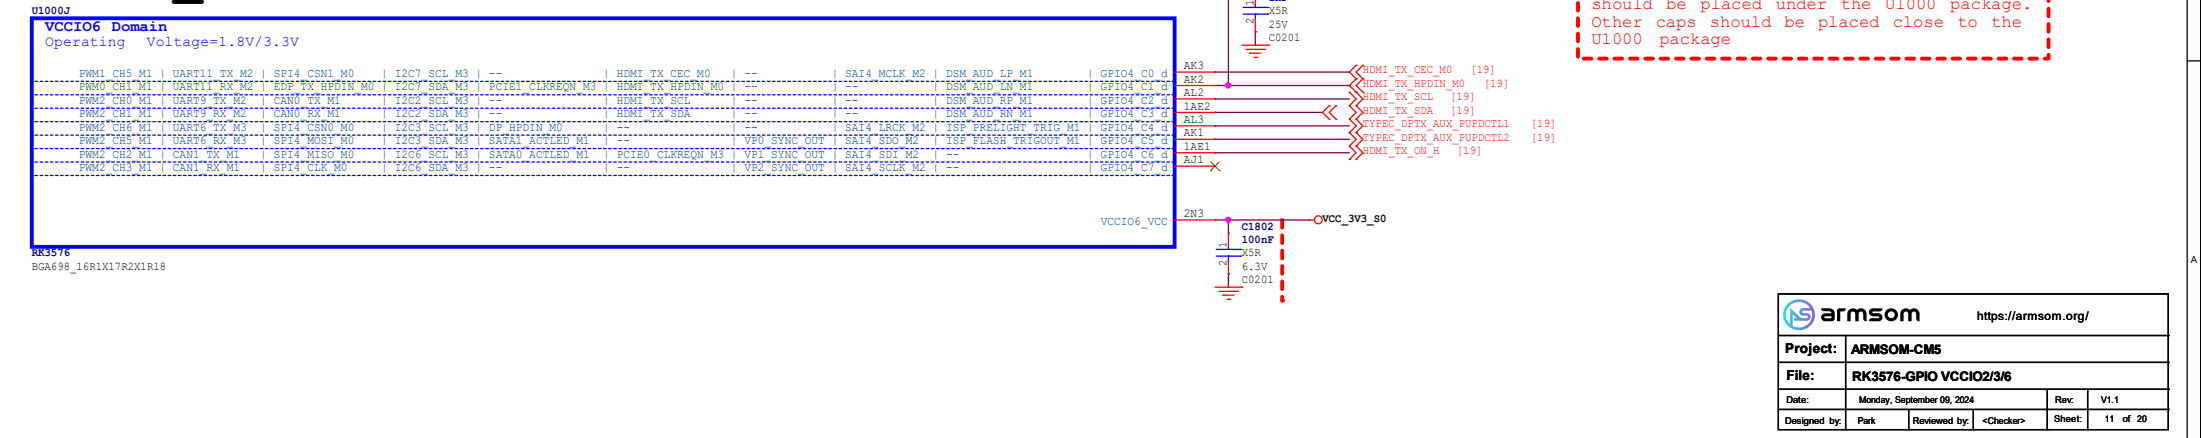 U1000J
VCCIO6 Domain
Operating Voltage=1.8V/3.3V
PWM1_CH5_M1 | UART11_TX_M2 | SPI4_CSN1_M0 | I2C7_SCL_M3 | -- | HDMI_TX_CEC_M0 | -- | SAI4_MCLK_M2 | DSM_AUD_LP_M1 | GPIO4_C0_d
PWM0_CH1_M1 | UART11_RX_M2 | EDP_TX_HPDIN_M0 | I2C7_SDA_M3 | PCIE1_CLKREQN_M3 | HDMI_TX_HPDIN_M0 | -- | -- | DSM_AUD_LN_M1 | GPIO4_C1_d
PWM2_CH0_M1 | UART9_TX_M2 | CAN0_TX_M1 | I2C2_SCL_M3 | -- | HDMI_TX_SCL | -- | -- | DSM_AUD_RP_M1 | GPIO4_C2_d
PWM2_CH1_M1 | UART9_RX_M2 | CAN0_RX_M1 | I2C2_SDA_M3 | -- | HDMI_TX_SDA | -- | -- | DSM_AUD_RN_M1 | GPIO4_C3_d
PWM2_CH6_M1 | UART6_TX_M3 | SPI4_CSN0_M0 | I2C3_SCL_M3 | DP_HPDIN_M0 | -- | -- | SAI4_LRCK_M2 | ISP_PRELIGHT_TRIG_M1 | GPIO4_C4_d
PWM2_CH5_M1 | UART6_RX_M3 | SPI4_MOSI_M0 | I2C3_SDA_M3 | SATA1_ACTLED_M1 | -- | VP0_SYNC_OUT | SAI4_SDO_M2 | ISP_FLASH_TRIGOUT_M1 | GPIO4_C5_d
PWM2_CH2_M1 | CAN1_TX_M1 | SPI4_MISO_M0 | I2C6_SCL_M3 | SATA0_ACTLED_M1 | PCIE0_CLKREQN_M3 | VP1_SYNC_OUT | SAI4_SDI_M2 | -- | GPIO4_C6_d
PWM2_CH3_M1 | CAN1_RX_M1 | SPI4_CLK_M0 | I2C6_SDA_M3 | -- | -- | VP2_SYNC_OUT | SAI4_SCLK_M2 | -- | GPIO4_C7_d
VCCIO6_VCC
RK3576
BGA698_16R1X17R2X1R18
AK3
AK2
AL2
1AE2
AL3
AK1
1AE1
AJ1
2N3
HDMI_TX_CEC_M0 [19]
HDMI_TX_HPDIN_M0 [19]
HDMI_TX_SCL [19]
HDMI_TX_SDA [19]
TYPEC_DPTX_AUX_PUPDCTL1 [19]
TYPEC_DPTX_AUX_PUPDCTL2 [19]
HDMI_TX_ON_H [19]
1
2
X5R
25V
C0201
VCC_3V3_S0
C1802
100nF
1
2
X5R
6.3V
C0201
should be placed under the U1000 package.
Other caps should be placed close to the
U1000 package
A
armsom https://armsom.org/
Project: ARMSOM-CM5
File: RK3576-GPIO VCCIO2/3/6
Date: Monday, September 09, 2024 Rev: V1.1
Designed by: Park Reviewed by: <Checker> Sheet: 11 of 20